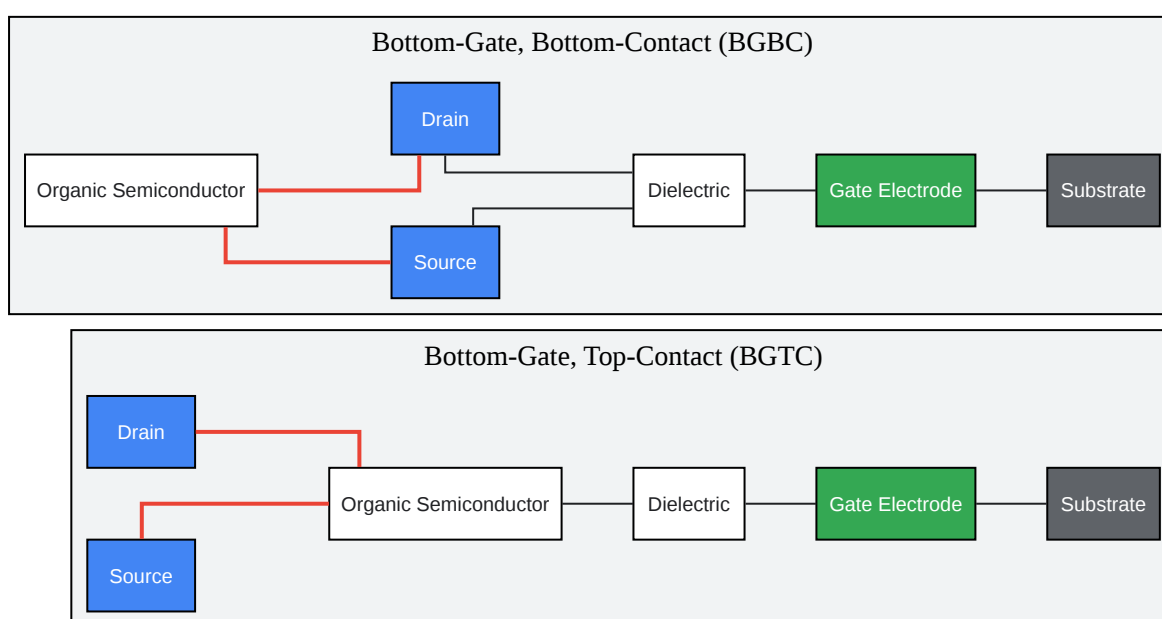 Bottom-Gate, Bottom-Contact (BGBC)
Drain
Organic Semiconductor
Dielectric
Gate Electrode
Substrate
Source
Bottom-Gate, Top-Contact (BGTC)
Drain
Organic Semiconductor
Dielectric
Gate Electrode
Substrate
Source